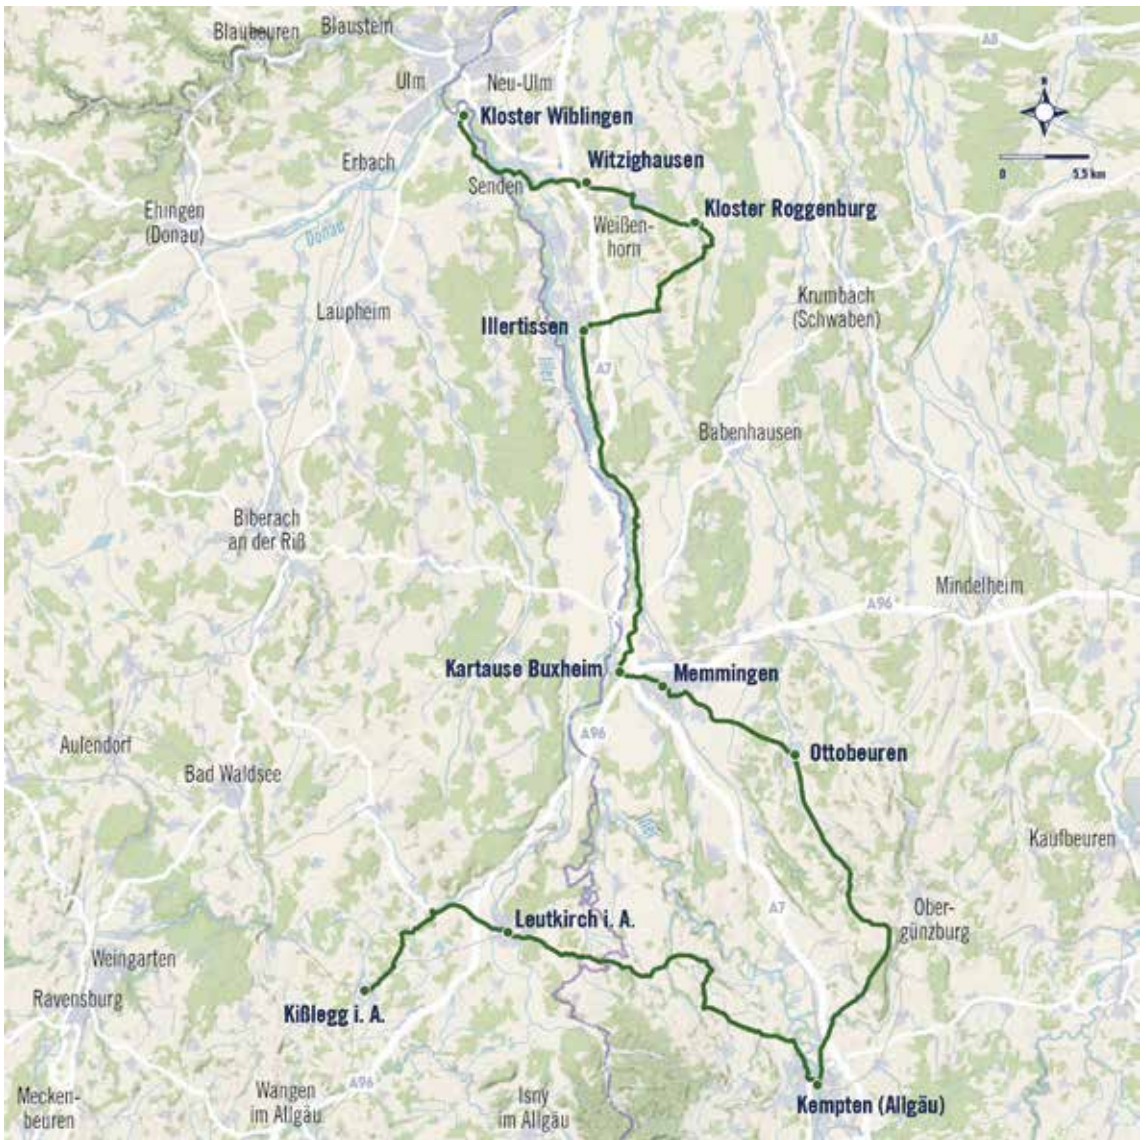 Blaubeuren
Blaustein
A8
Ulm
Neu-Ulm
N
Kloster Wiblingen
Erbach
Witzighausen
0
5,5 km
Senden
Ehingen
(Donau)
Donau
Weißen-
horn
Kloster Roggenburg
Laupheim
Krumbach
(Schwaben)
Illertissen
Iller
A7
Babenhausen
Biberach
an der Riß
Mindelheim
A96
Kartause Buxheim
Memmingen
Aulendorf
A96
Bad Waldsee
Ottobeuren
Iller
Kaufbeuren
A7
Ober-
günzburg
Leutkirch i. A.
Weingarten
Ravensburg
Kißlegg i. A.
A96
Mecken-
beuren
Wangen
im Allgäu
Isny
im Allgäu
Kempten (Allgäu)